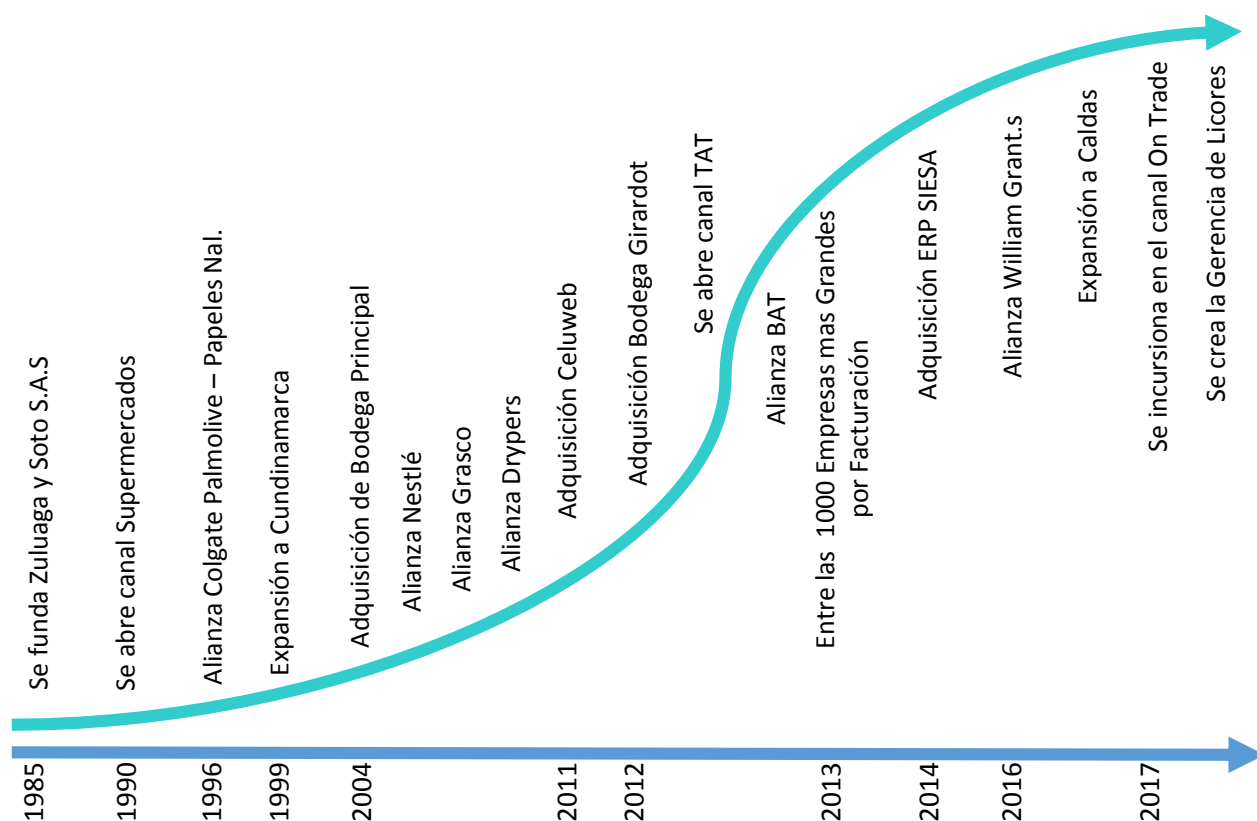 Se funda Zuluaga y Soto S.A.S
Se abre canal Supermercados
Alianza Colgate Palmolive – Papeles Nal.
Expansión a Cundinamarca
Adquisición de Bodega Principal
Alianza Nestlé
Alianza Grasco
Alianza Drypers
Adquisición Celuweb
Adquisición Bodega Girardot
Se abre canal TAT
Alianza BAT
Entre las 1000 Empresas mas Grandes
por Facturación
Adquisición ERP SIESA
Alianza William Grant.s
Expansión a Caldas
Se incursiona en el canal On Trade
Se crea la Gerencia de Licores
1985
1990
1996
1999
2004
2011
2012
2013
2014
2016
2017